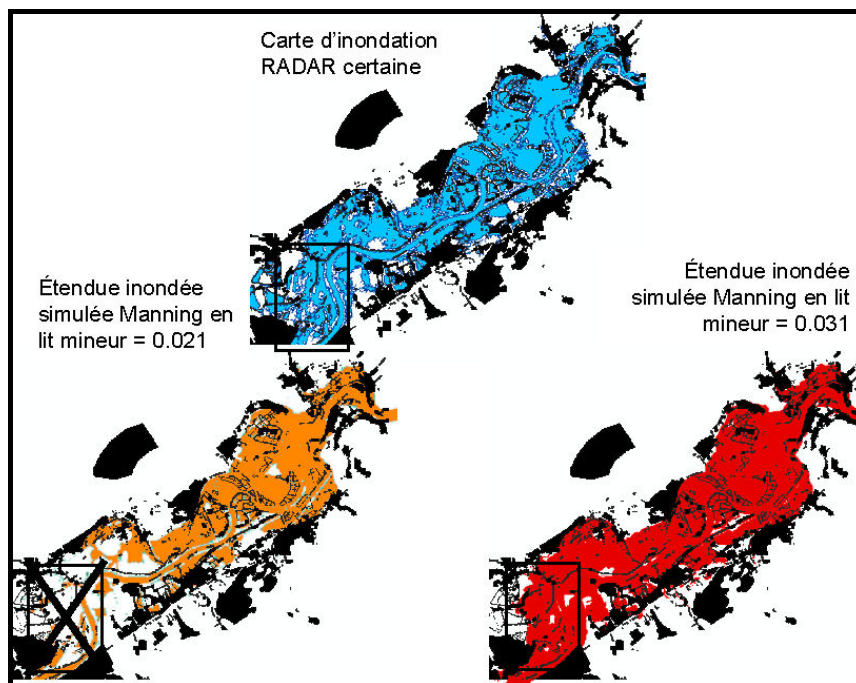 Carte d'inondation
RADAR certaine
Étendue inondée
simulée Manning en
lit mineur = 0.021
Étendue inondée
simulée Manning en lit
mineur = 0.031